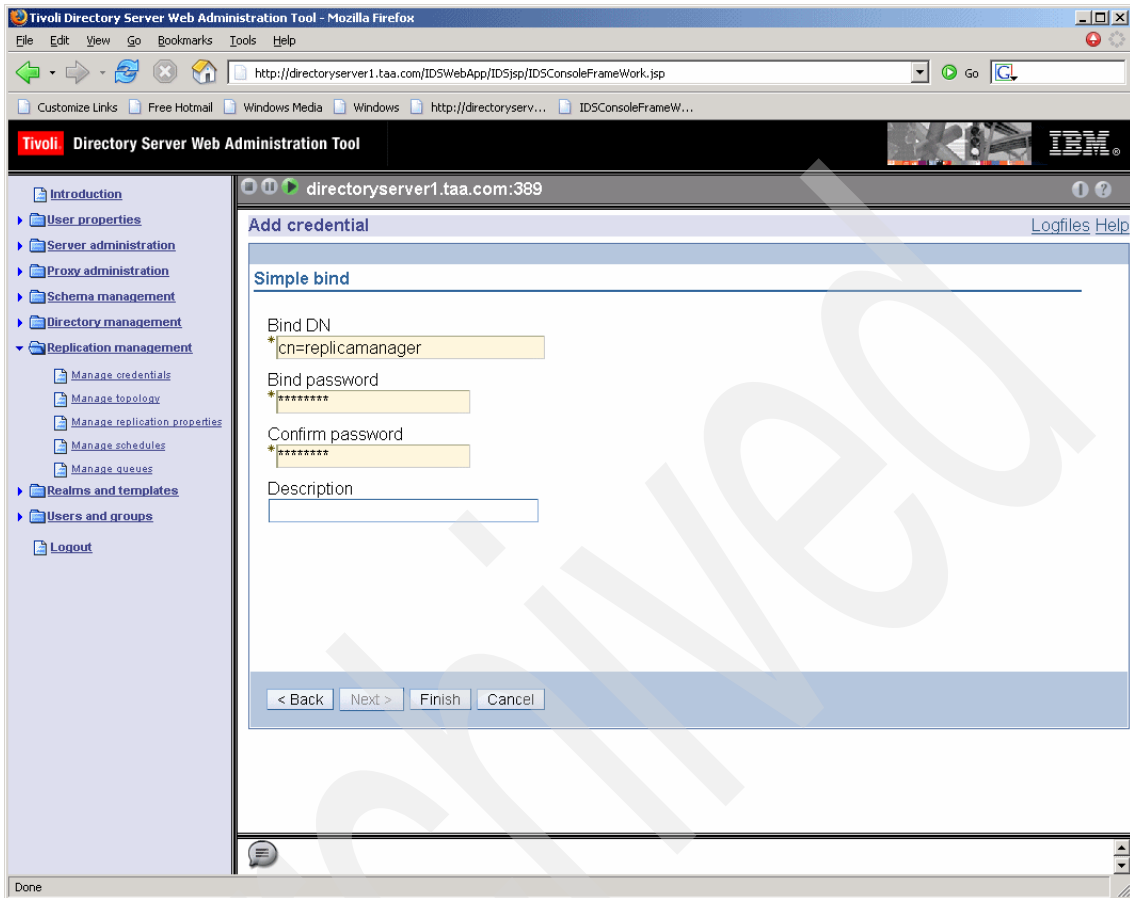 Tivoli Directory Server Web Administration Tool - Mozilla Firefox
File Edit View Go Bookmarks Tools Help
http://directoryserver1.taa.com/IDSWebApp/IDSjsp/IDSConsoleFrameWork.jsp Go G
Customize Links Free Hotmail Windows Media Windows http://directoryserv... IDSConsoleFrameW...
Tivoli. Directory Server Web Administration Tool IBM®
directoryserver1.taa.com:389
Introduction
User properties
Server administration
Proxy administration
Schema management
Directory management
Replication management
Manage credentials
Manage topology
Manage replication properties
Manage schedules
Manage queues
Realms and templates
Users and groups
Logout
Add credential Logfiles Help
Simple bind
Bind DN
*cn=replicamanager
Bind password
*********
Confirm password
*********
Description
< Back Next > Finish Cancel
Done